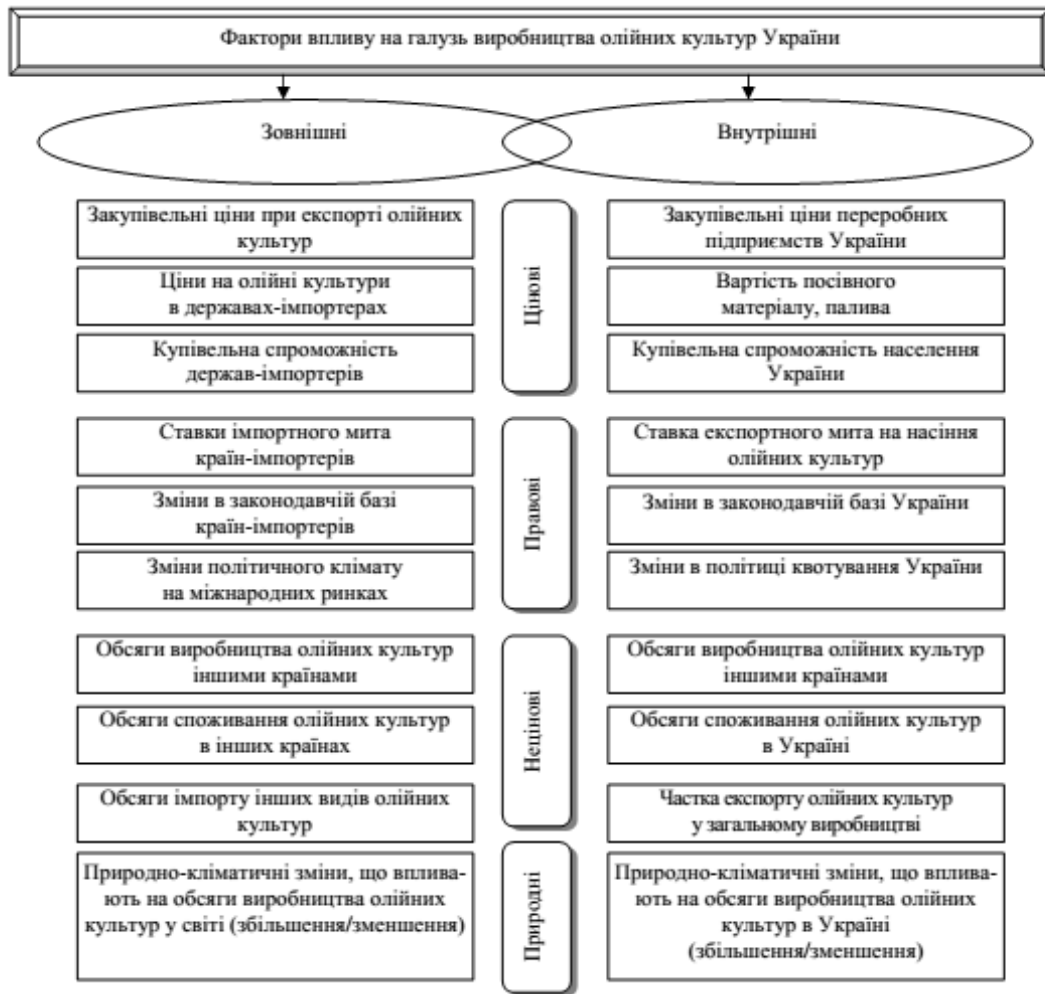 Фактори впливу на галузь виробництва олійних культур України
Зовнішні
Внутрішні
Цінові
Закупівельні ціни при експорті олійних
культур
Закупівельні ціни переробних
підприємств України
Ціни на олійні культури
в державах-імпортерах
Вартість посівного
матеріалу, палива
Купівельна спроможність
держав-імпортерів
Купівельна спроможність населення
України
Правові
Ставки імпортного мита
країн-імпортерів
Ставка експортного мита на насіння
олійних культур
Зміни в законодавчій базі
країн-імпортерів
Зміни в законодавчій базі України
Зміни політичного клімату
на міжнародних ринках
Зміни в політиці квотування України
Нецінові
Обсяги виробництва олійних культур
іншими країнами
Обсяги виробництва олійних культур
іншими країнами
Обсяги споживання олійних культур
в інших країнах
Обсяги споживання олійних культур
в Україні
Обсяги імпорту інших видів олійних
культур
Частка експорту олійних культур
у загальному виробництві
Природні
Природно-кліматичні зміни, що вплива-
ють на обсяги виробництва олійних
культур у світі (збільшення/зменшення)
Природно-кліматичні зміни, що вплива-
ють на обсяги виробництва олійних
культур в Україні
(збільшення/зменшення)